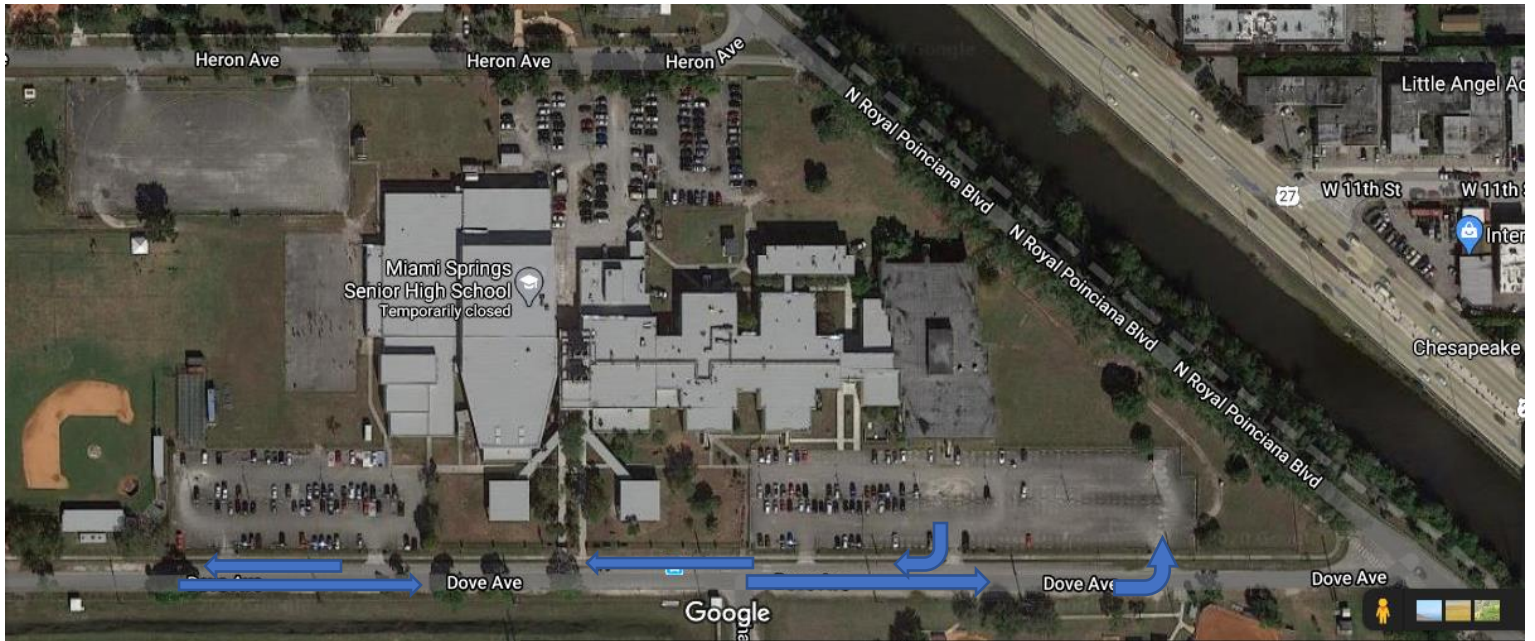 Heron Ave
Heron Ave
Heron Ave
Little Angel Ac
N Royal Poinciana Blvd
27
W 11th St
W 11th S
Inter
Miami Springs
Senior High School
Temporarily closed
N Royal Poinciana Blvd
Chesapeake
N Royal Poinciana Blvd
Dove Ave
Dove Ave
Dove Ave
Google